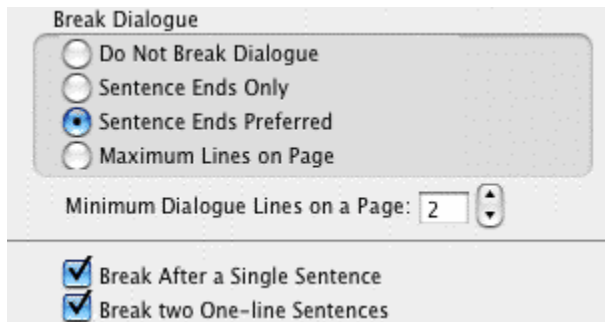 Break Dialogue
Do Not Break Dialogue
Sentence Ends Only
Sentence Ends Preferred
Maximum Lines on Page
Minimum Dialogue Lines on a Page: 2
Break After a Single Sentence
Break two One-line Sentences